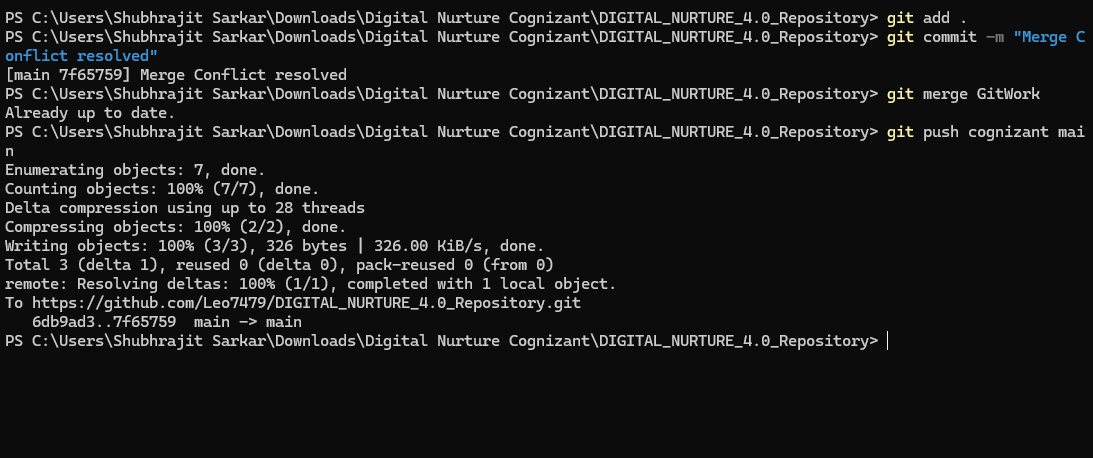 PS C:\Users\Shubhrajit Sarkar\Downloads\Digital Nurture Cognizant\DIGITAL_NURTURE_4.0_Repository> git add .
PS C:\Users\Shubhrajit Sarkar\Downloads\Digital Nurture Cognizant\DIGITAL_NURTURE_4.0_Repository> git commit -m "Merge C
onflict resolved"
[main 7f65759] Merge Conflict resolved
PS C:\Users\Shubhrajit Sarkar\Downloads\Digital Nurture Cognizant\DIGITAL_NURTURE_4.0_Repository> git merge GitWork
Already up to date.
PS C:\Users\Shubhrajit Sarkar\Downloads\Digital Nurture Cognizant\DIGITAL_NURTURE_4.0_Repository> git push cognizant mai
n
Enumerating objects: 7, done.
Counting objects: 100% (7/7), done.
Delta compression using up to 28 threads
Compressing objects: 100% (2/2), done.
Writing objects: 100% (3/3), 326 bytes | 326.00 KiB/s, done.
Total 3 (delta 1), reused 0 (delta 0), pack-reused 0 (from 0)
remote: Resolving deltas: 100% (1/1), completed with 1 local object.
To https://github.com/Leo7479/DIGITAL_NURTURE_4.0_Repository.git
   6db9ad3..7f65759  main -> main
PS C:\Users\Shubhrajit Sarkar\Downloads\Digital Nurture Cognizant\DIGITAL_NURTURE_4.0_Repository>